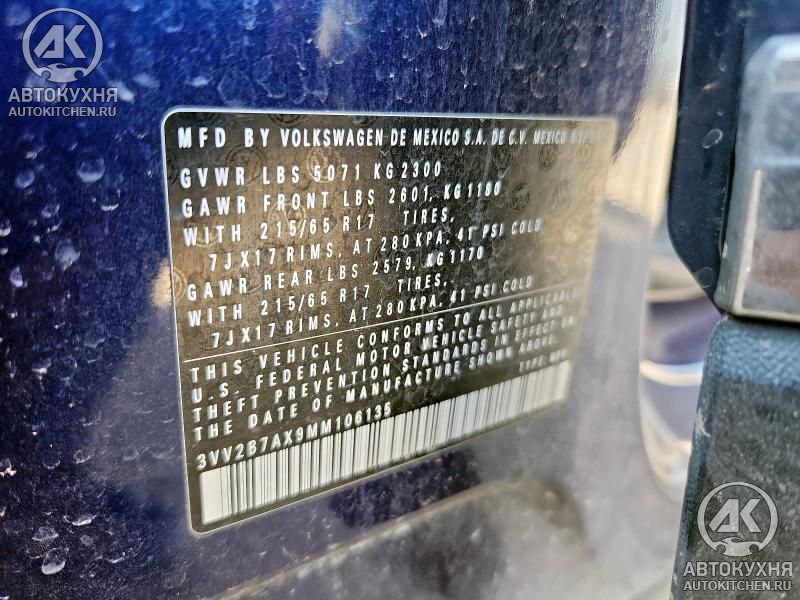 АК
АВТОКУХНЯ
AUTOKITCHEN.RU
MFD BY VOLKSWAGEN DE MEXICO S.A. DE C.V. MEXICO
GVWR LBS 5071 KG 2300
GAWR FRONT LBS 2601, KG 1180
WITH 215/65 R17 TIRES,
7JX17 RIMS, AT 280 KPA, 41 PSI COLD
GAWR REAR LBS 2579, KG 1170
WITH 215/65 R17 TIRES,
7JX17 RIMS, AT 280 KPA, 41 PSI COLD
THIS VEHICLE CONFORMS TO ALL APPLICABLE
U.S. FEDERAL MOTOR VEHICLE SAFETY AND
THEFT PREVENTION STANDARDS IN EFFECT ON
THE DATE OF MANUFACTURE SHOWN ABOVE.
3VV2B7AX9MM106135 TYPE:
АК
АВТОКУХНЯ
AUTOKITCHEN.RU